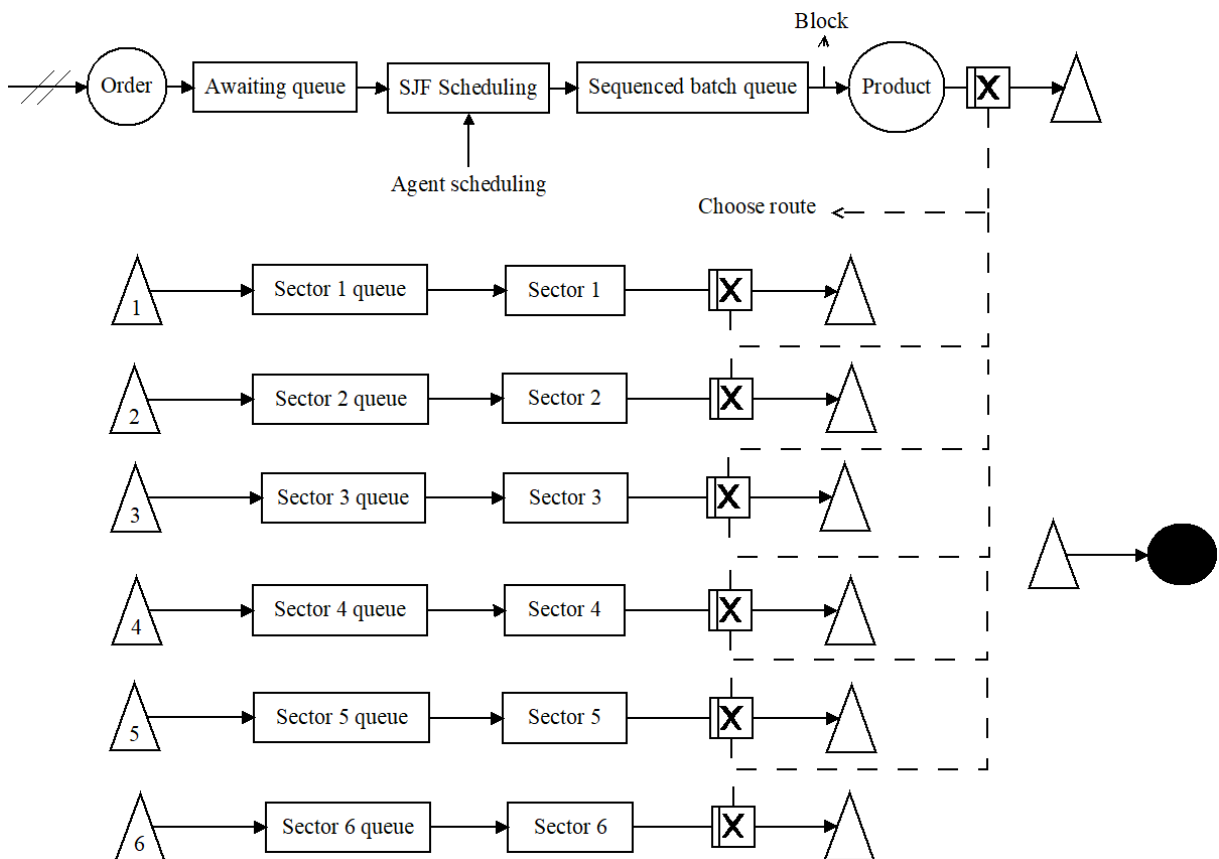 Block
Order
Awaiting queue
SJF Scheduling
Sequenced batch queue
Product
X
Agent scheduling
Choose route
1
Sector 1 queue
Sector 1
X
2
Sector 2 queue
Sector 2
X
3
Sector 3 queue
Sector 3
X
4
Sector 4 queue
Sector 4
X
5
Sector 5 queue
Sector 5
X
6
Sector 6 queue
Sector 6
X